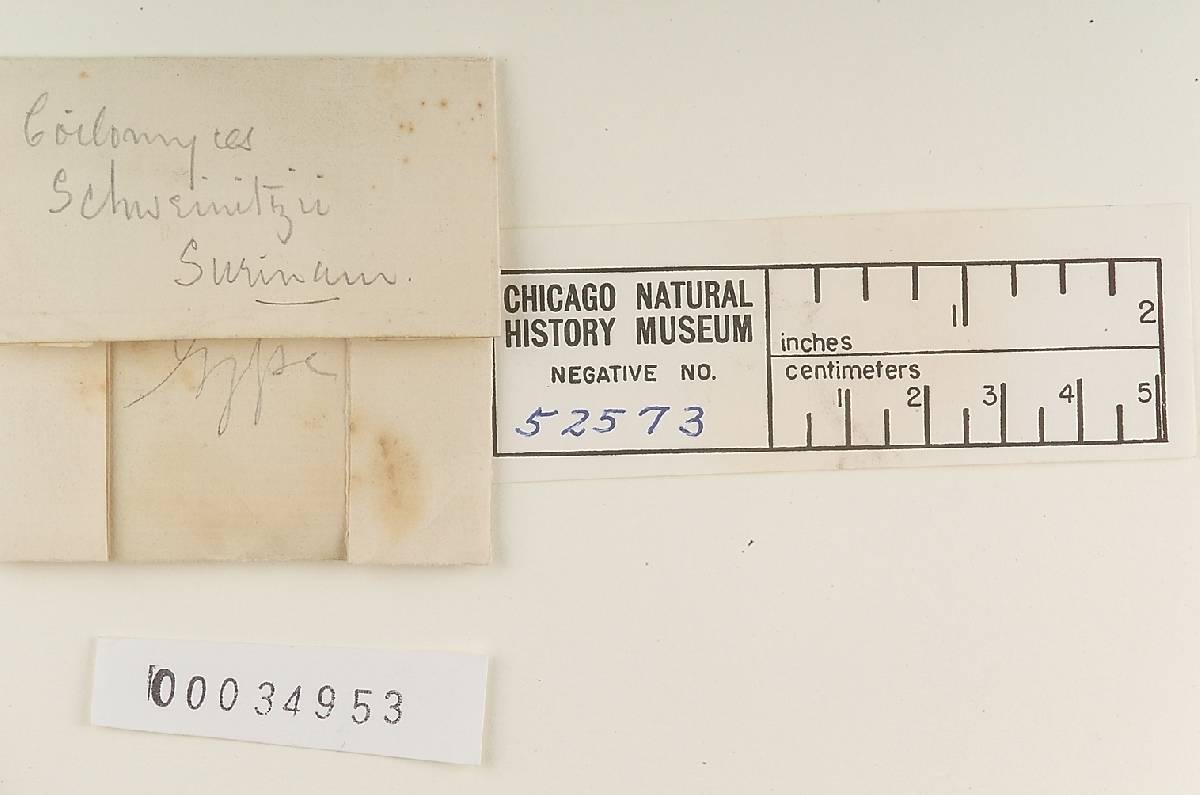 Coilomyces
Schweinitzii
Surinam.
type
CHICAGO NATURAL
HISTORY MUSEUM
NEGATIVE NO.
52573
1 2
inches
centimeters
1 2 3 4 5
00034953